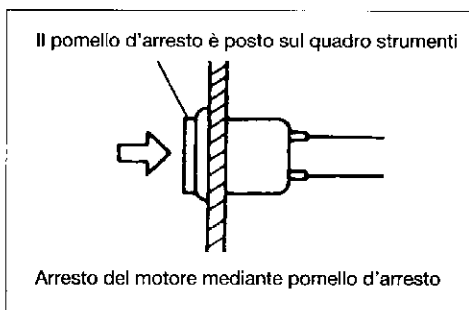 Il pomello d'arresto è posto sul quadro strumenti
Arresto del motore mediante pomello d'arresto